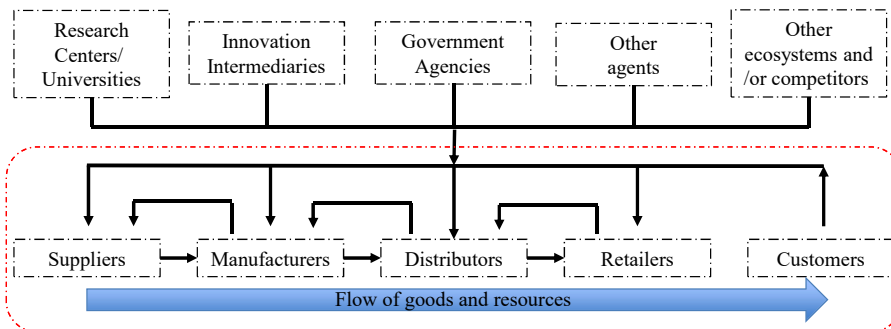 Research
Centers/
Universities
Innovation
Intermediaries
Government
Agencies
Other
agents
Other
ecosystems and
/or competitors
Suppliers
Manufacturers
Distributors
Retailers
Customers
Flow of goods and resources